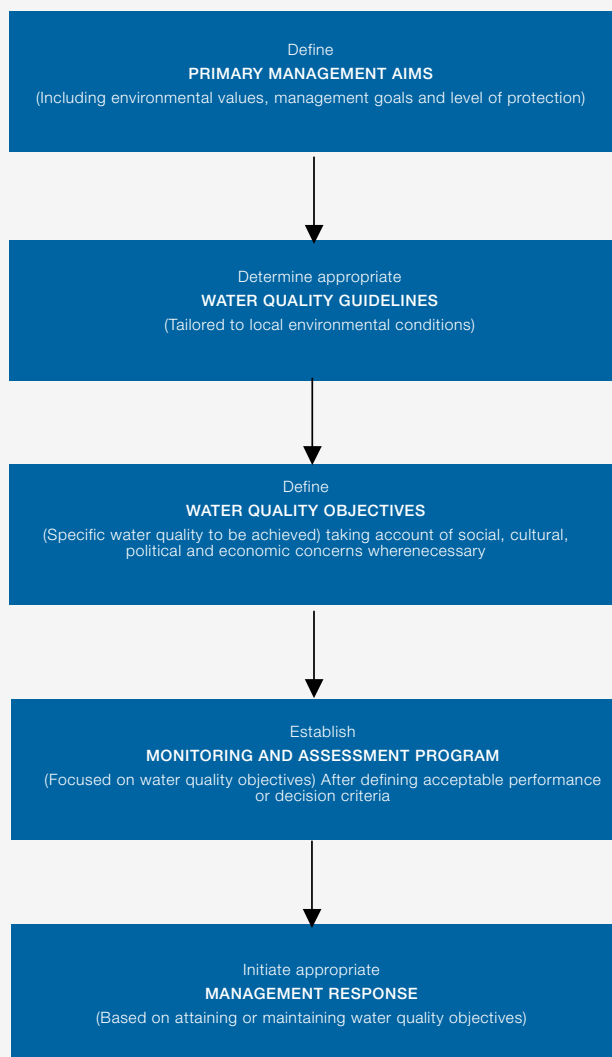 Define
PRIMARY MANAGEMENT AIMS
(Including environmental values, management goals and level of protection)
Determine appropriate
WATER QUALITY GUIDELINES
(Tailored to local environmental conditions)
Define
WATER QUALITY OBJECTIVES
(Specific water quality to be achieved) taking account of social, cultural,
political and economic concerns wherenecessary
Establish
MONITORING AND ASSESSMENT PROGRAM
(Focused on water quality objectives) After defining acceptable performance
or decision criteria
Initiate appropriate
MANAGEMENT RESPONSE
(Based on attaining or maintaining water quality objectives)